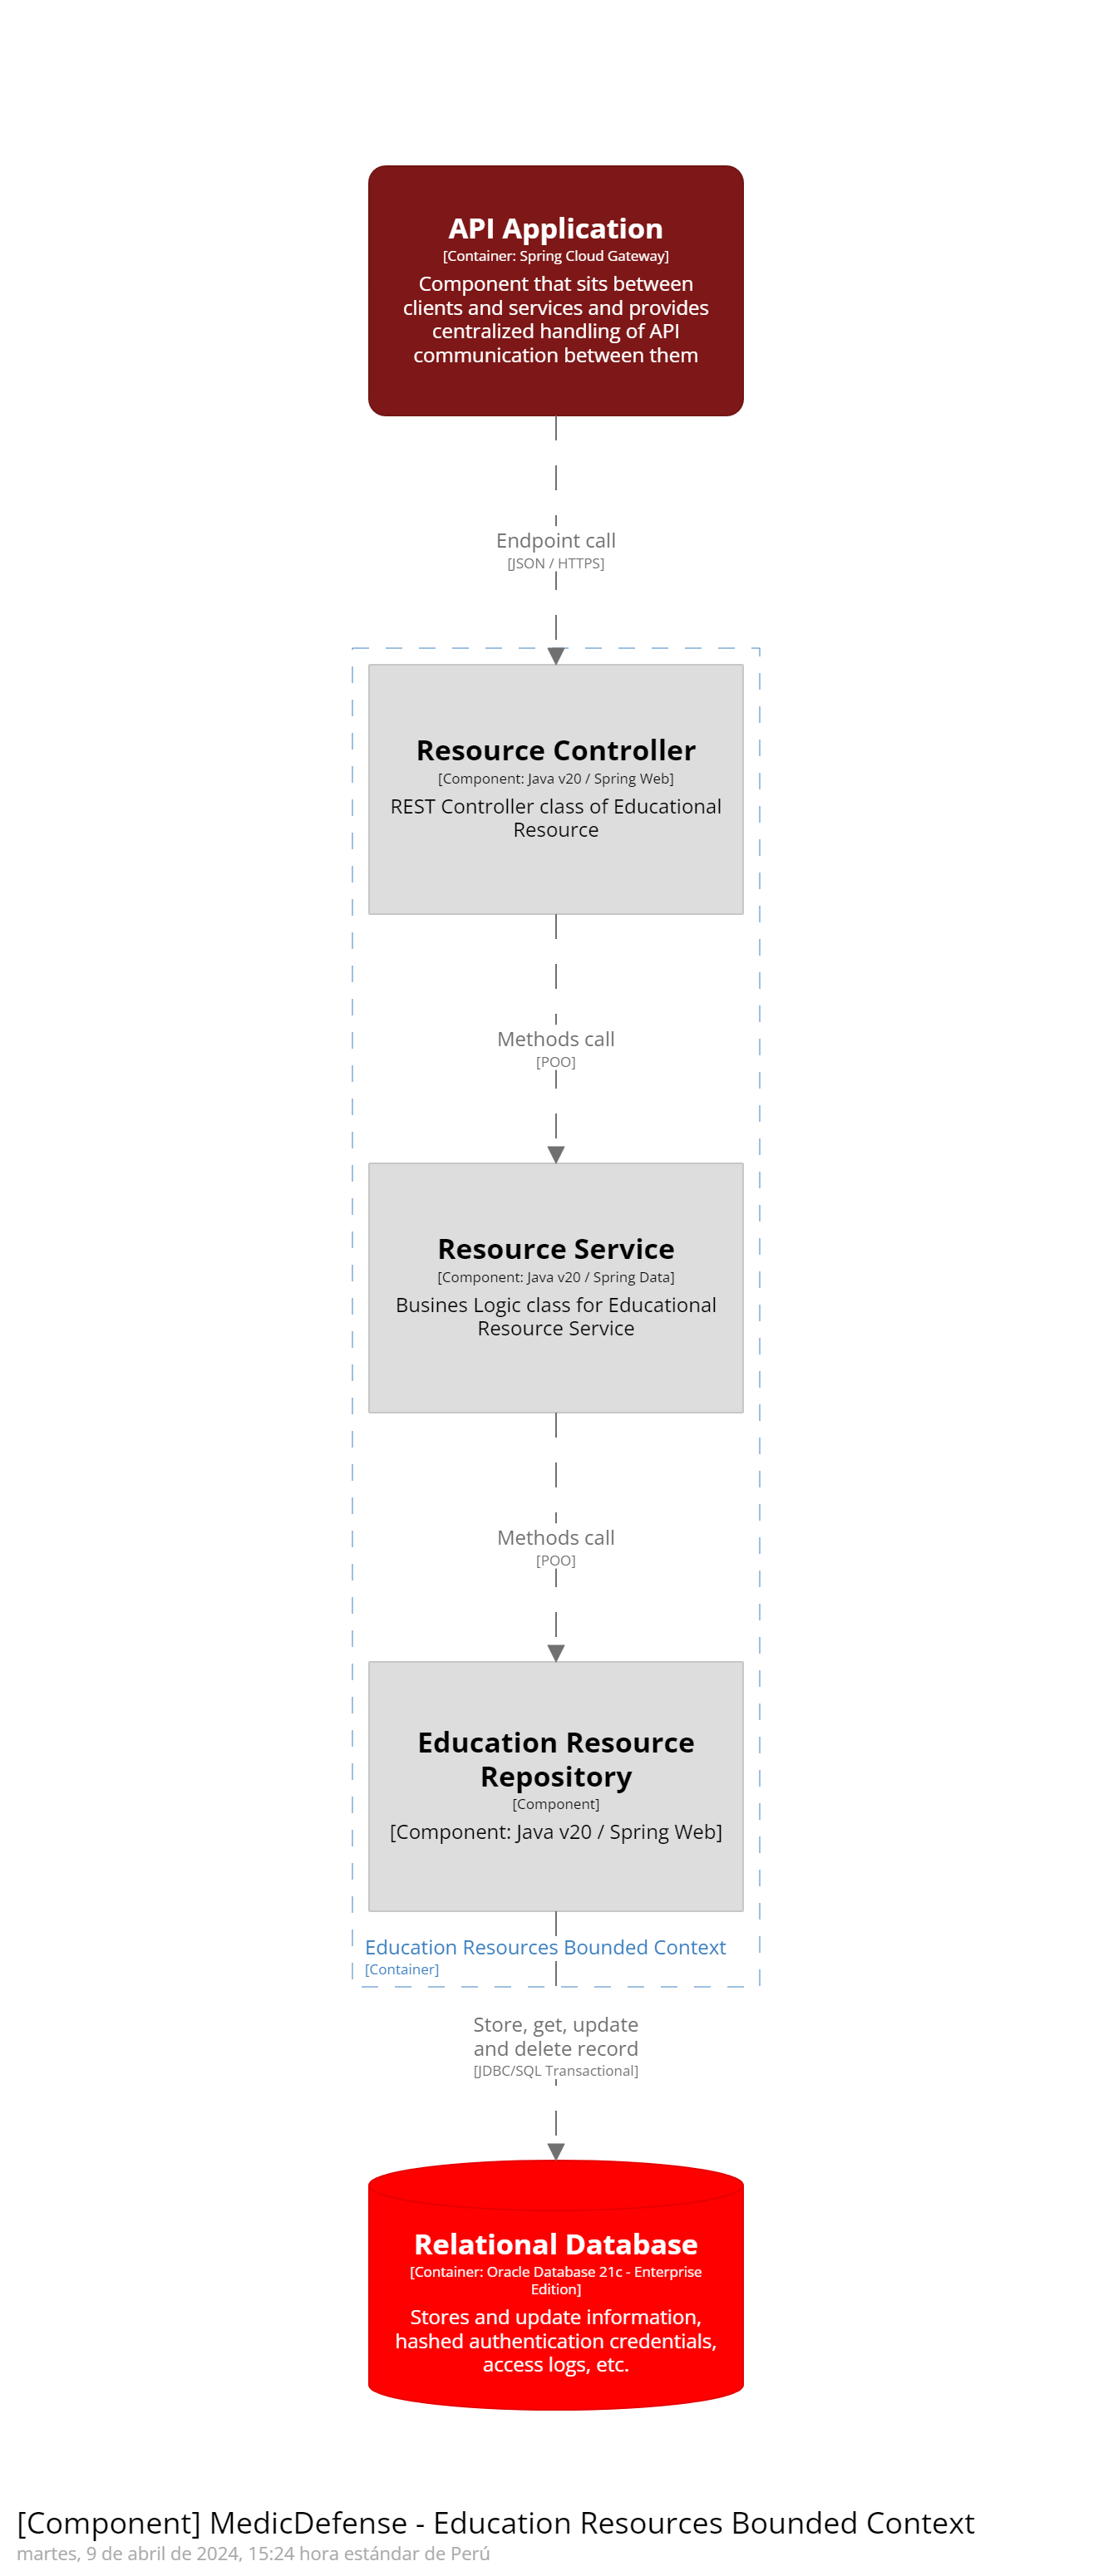 API Application
[Container: Spring Cloud Gateway]
Component that sits between
clients and services and provides
centralized handling of API
communication between them
Endpoint call
[JSON / HTTPS]
Resource Controller
[Component: Java v20 / Spring Web]
REST Controller class of Educational
Resource
Methods call
[POO]
Resource Service
[Component: Java v20 / Spring Data]
Busines Logic class for Educational
Resource Service
Methods call
[POO]
Education Resource
Repository
[Component]
[Component: Java v20 / Spring Web]
Education Resources Bounded Context
[Container]
Store, get, update
and delete record
[JDBC/SQL Transactional]
Relational Database
[Container: Oracle Database 21c - Enterprise
Edition]
Stores and update information,
hashed authentication credentials,
access logs, etc.
[Component] MedicDefense - Education Resources Bounded Context
martes, 9 de abril de 2024, 15:24 hora estándar de Perú